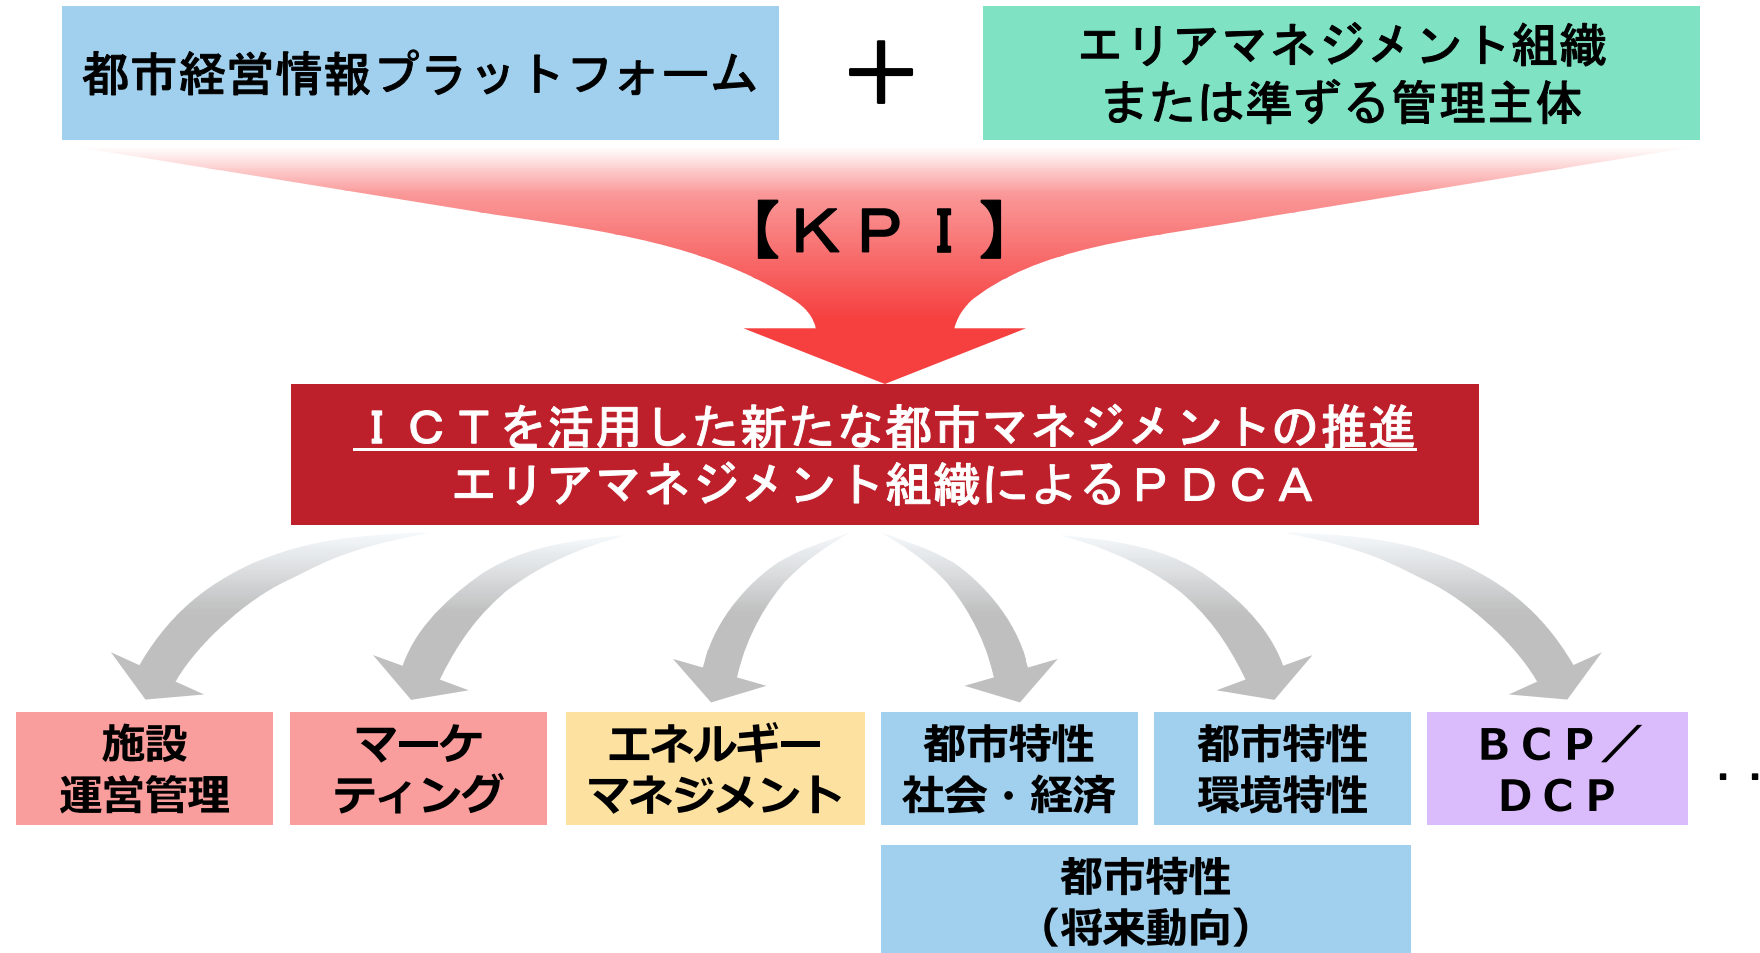 都市経営情報プラットフォーム
＋
エリアマネジメント組織
または準ずる管理主体
【ＫＰＩ】
ＩＣＴを活用した新たな都市マネジメントの推進
エリアマネジメント組織によるＰＤＣＡ
施設
運営管理
マーケ
ティング
エネルギー
マネジメント
都市特性
社会・経済
都市特性
環境特性
ＢＣＰ／
ＤＣＰ
・・
都市特性
（将来動向）